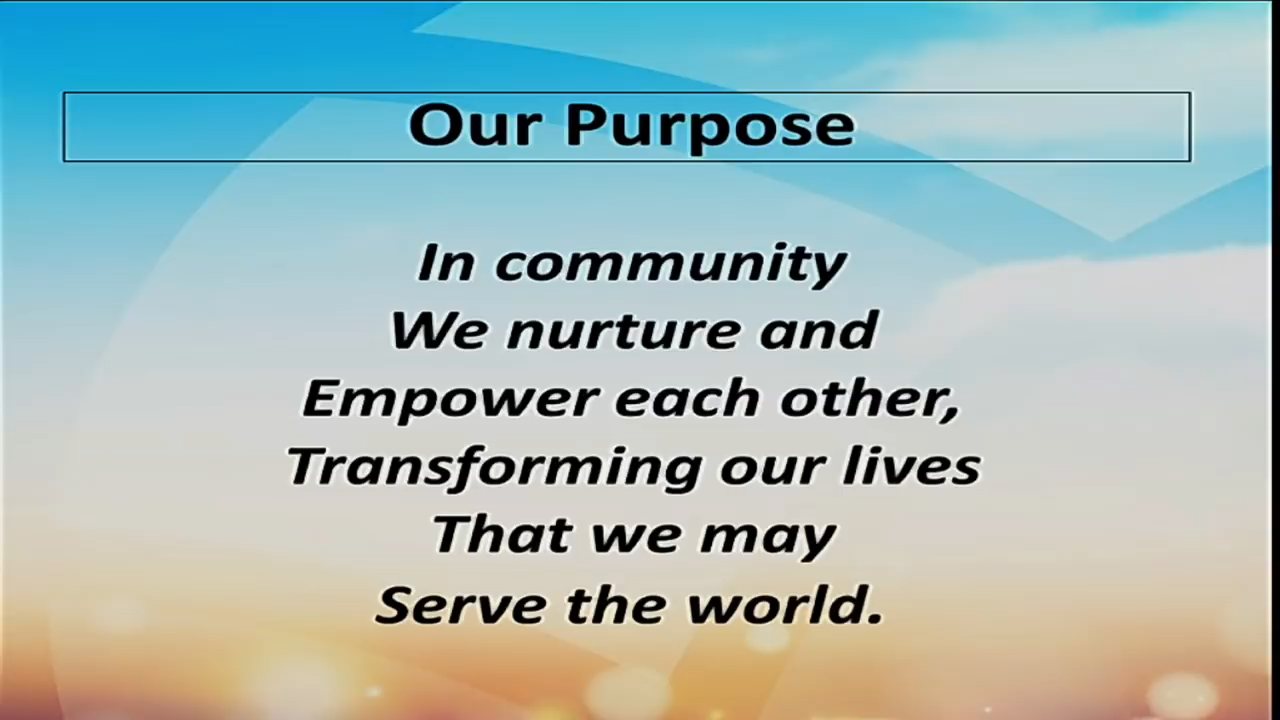 Our Purpose
In community
We nurture and
Empower each other,
Transforming our lives
That we may
Serve the world.